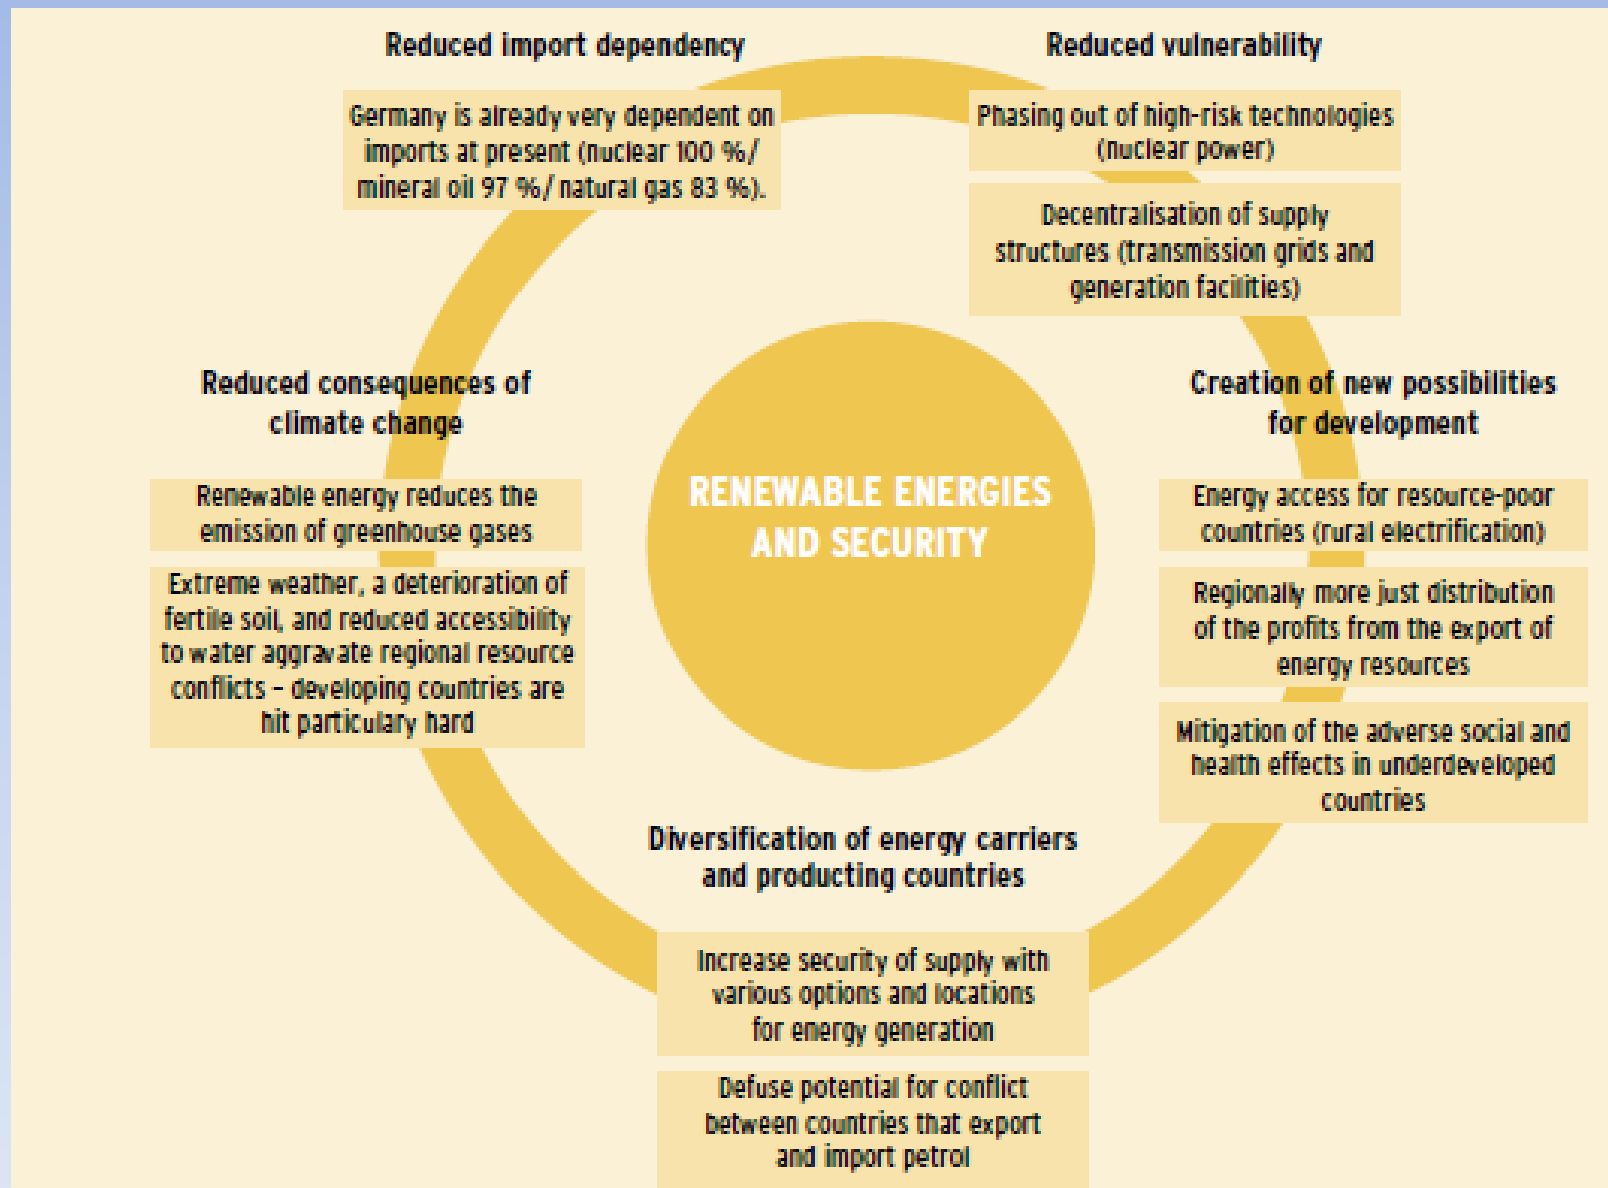 Reduced import dependency
Germany is already very dependent on
imports at present (nuclear 100 %/
mineral oil 97 %/ natural gas 83 %).
Reduced vulnerability
Phasing out of high-risk technologies
(nuclear power)
Decentralisation of supply
structures (transmission grids and
generation facilities)
Reduced consequences of
climate change
Renewable energy reduces the
emission of greenhouse gases
Extreme weather, a deterioration of
fertile soil, and reduced accessibility
to water aggravate regional resource
conflicts – developing countries are
hit particulary hard
RENEWABLE ENERGIES
AND SECURITY
Creation of new possibilities
for development
Energy access for resource-poor
countries (rural electrification)
Regionally more just distribution
of the profits from the export of
energy resources
Mitigation of the adverse social and
health effects in underdeveloped
countries
Diversification of energy carriers
and producting countries
Increase security of supply with
various options and locations
for energy generation
Defuse potential for conflict
between countries that export
and import petrol